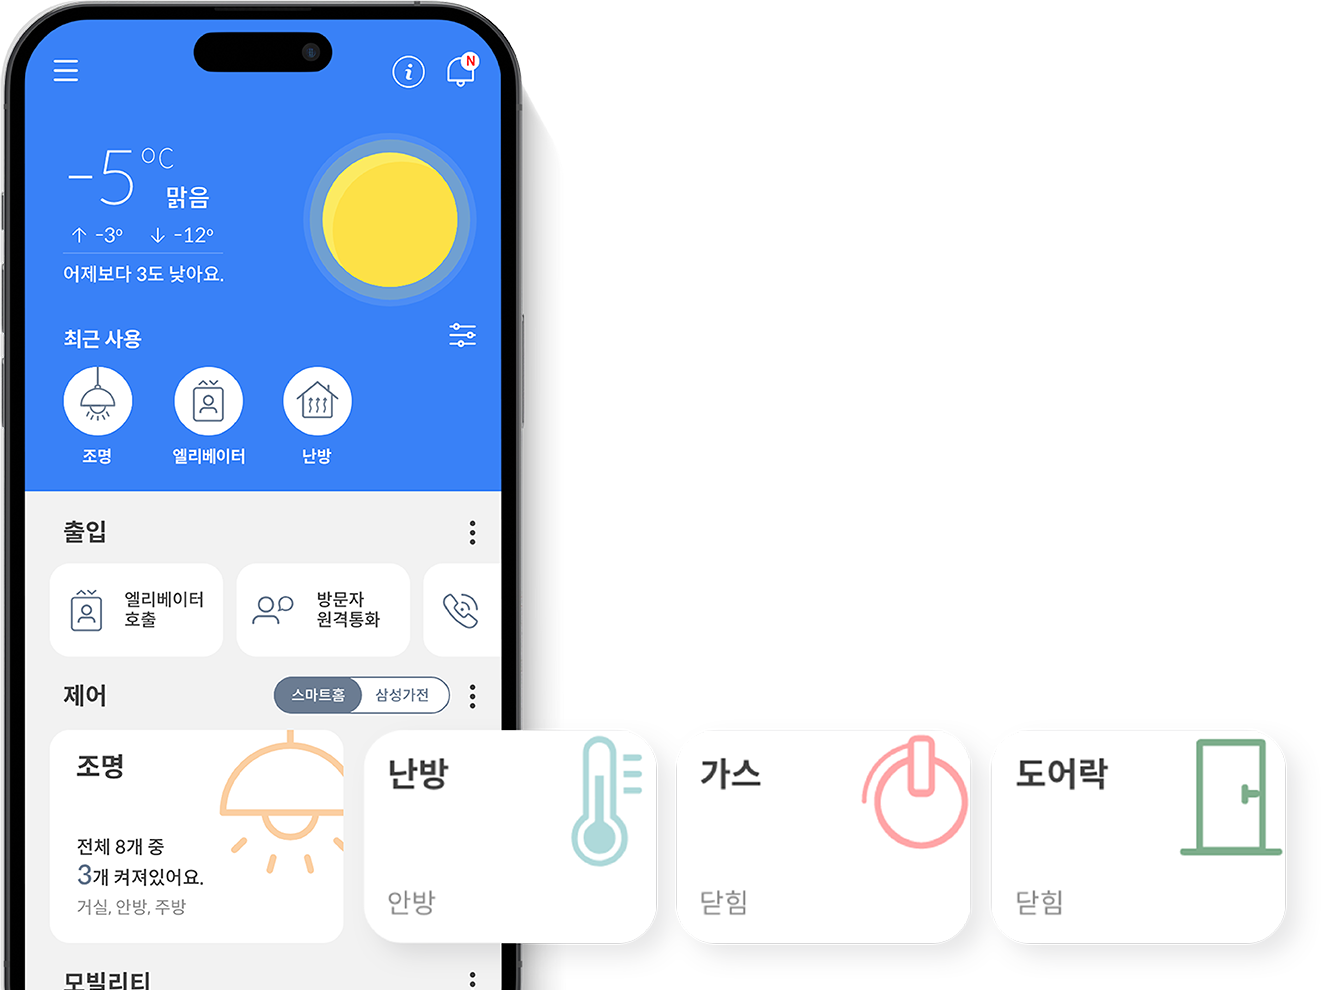 N
-5°C
맑음
↑ -3° ↓ -12°
어제보다 3도 낮아요.
최근 사용
조명 엘리베이터 난방
출입
엘리베이터
호출
방문자
원격통화
제어
스마트홈 삼성가전
조명
전체 8개 중
3개 켜져있어요.
거실, 안방, 주방
난방
안방
가스
닫힘
도어락
닫힘
모빌리티